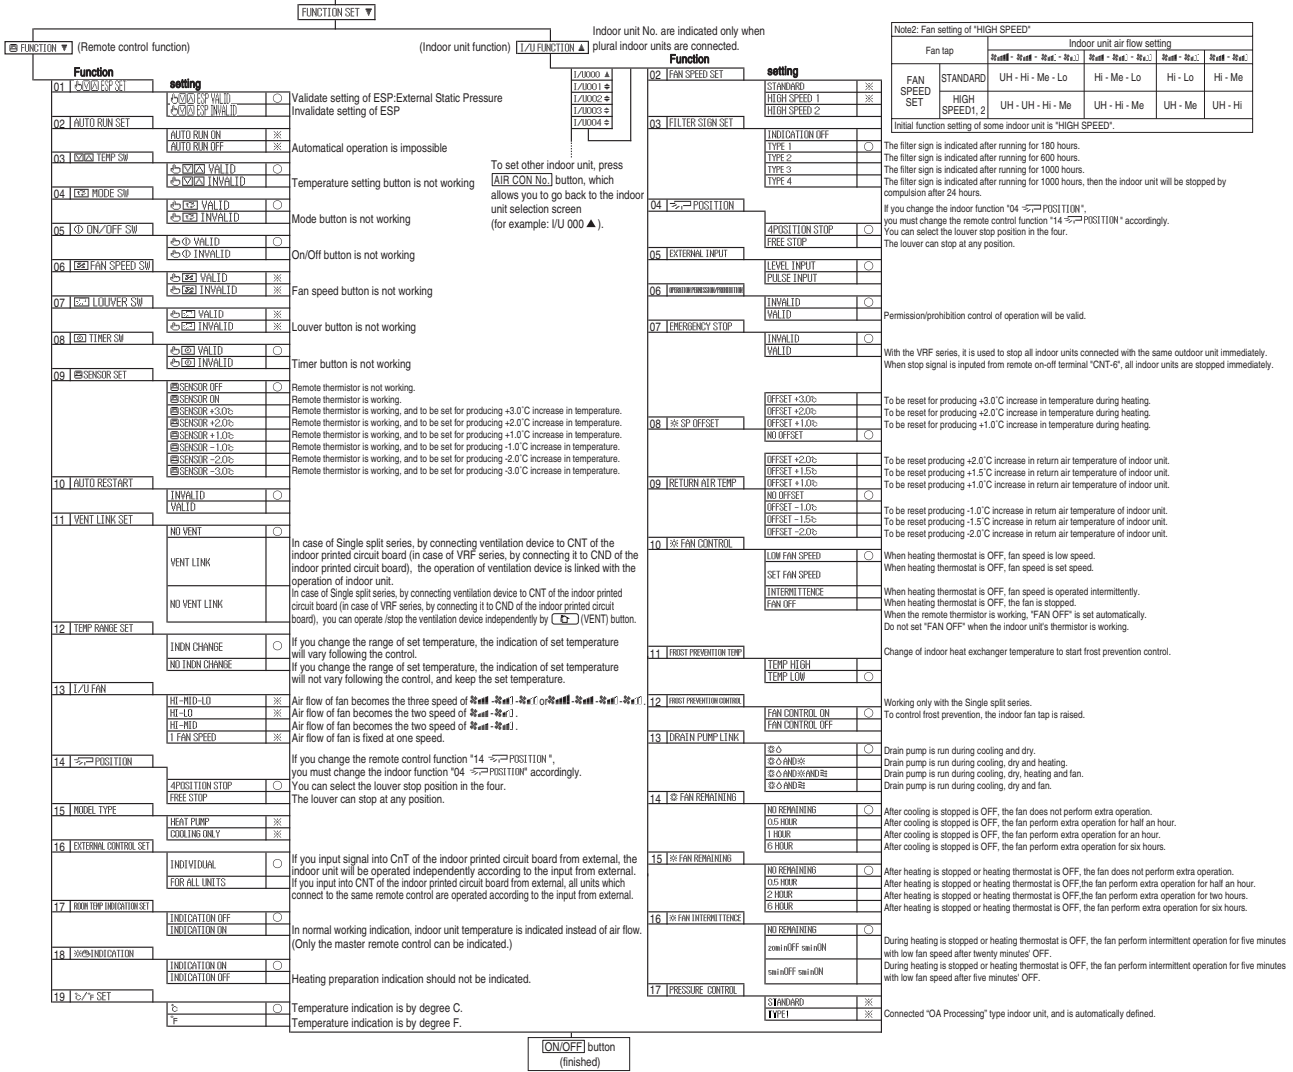 FUNCTION SET ▼
FUNCTION ▼ (Remote control function)
(Indoor unit function) I/U FUNCTION ▲
Indoor unit No. are indicated only when
plural indoor units are connected.
Note2: Fan setting of "HIGH SPEED"
Fan tap
Indoor unit air flow setting
FAN SPEED SET
STANDARD UH - Hi - Me - Lo Hi - Me - Lo Hi - Lo Hi - Me
HIGH SPEED1, 2 UH - UH - Hi - Me UH - Hi - Me UH - Me UH - Hi
Initial function setting of some indoor unit is "HIGH SPEED".
Function
setting
01 ESP SET
ESP VALID ○ Validate setting of ESP:External Static Pressure
ESP INVALID Invalidate setting of ESP
02 AUTO RUN SET
AUTO RUN ON ※
AUTO RUN OFF ※ Automatical operation is impossible
03 TEMP SW
VALID ○
INVALID Temperature setting button is not working
04 MODE SW
VALID ○
INVALID Mode button is not working
05 ON/OFF SW
VALID ○
INVALID On/Off button is not working
06 FAN SPEED SW
VALID ※
INVALID ※ Fan speed button is not working
07 LOUVER SW
VALID ※
INVALID ※ Louver button is not working
08 TIMER SW
VALID ○
INVALID Timer button is not working
09 SENSOR SET
SENSOR OFF ○ Remote thermistor is not working.
SENSOR ON Remote thermistor is working.
SENSOR +3.0℃ Remote thermistor is working, and to be set for producing +3.0°C increase in temperature.
SENSOR +2.0℃ Remote thermistor is working, and to be set for producing +2.0°C increase in temperature.
SENSOR +1.0℃ Remote thermistor is working, and to be set for producing +1.0°C increase in temperature.
SENSOR -1.0℃ Remote thermistor is working, and to be set for producing -1.0°C increase in temperature.
SENSOR -2.0℃ Remote thermistor is working, and to be set for producing -2.0°C increase in temperature.
SENSOR -3.0℃ Remote thermistor is working, and to be set for producing -3.0°C increase in temperature.
10 AUTO RESTART
INVALID ○
VALID
11 VENT LINK SET
NO VENT ○
VENT LINK
In case of Single split series, by connecting ventilation device to CNT of the
indoor printed circuit board (in case of VRF series, by connecting it to CND of the
indoor printed circuit board), the operation of ventilation device is linked with the
operation of indoor unit.
NO VENT LINK
In case of Single split series, by connecting ventilation device to CNT of the indoor printed
circuit board (in case of VRF series, by connecting it to CND of the indoor printed circuit
board), you can operate /stop the ventilation device independently by (VENT) button.
12 TEMP RANGE SET
INDN CHANGE ○
If you change the range of set temperature, the indication of set temperature
will vary following the control.
NO INDN CHANGE
If you change the range of set temperature, the indication of set temperature
will not vary following the control, and keep the set temperature.
13 I/U FAN
HI-MID-LO ※ Air flow of fan becomes the three speed of or .
HI-LO ※ Air flow of fan becomes the two speed of .
HI-MID Air flow of fan becomes the two speed of .
1 FAN SPEED ※ Air flow of fan is fixed at one speed.
14 POSITION
If you change the remote control function "14 POSITION ",
you must change the indoor function "04 POSITION" accordingly.
4POSITION STOP ○ You can select the louver stop position in the four.
FREE STOP The louver can stop at any position.
15 MODEL TYPE
HEAT PUMP ※
COOLING ONLY ※
16 EXTERNAL CONTROL SET
INDIVIDUAL ○
If you input signal into CnT of the indoor printed circuit board from external, the
indoor unit will be operated independently according to the input from external.
FOR ALL UNITS
If you input into CNT of the indoor printed circuit board from external, all units which
connect to the same remote control are operated according to the input from external.
17 ROOM TEMP INDICATION SET
INDICATION OFF ○
INDICATION ON In normal working indication, indoor unit temperature is indicated instead of air flow.
(Only the master remote control can be indicated.)
18 INDICATION
INDICATION ON ○
INDICATION OFF Heating preparation indication should not be indicated.
19 ℃/℉ SET
℃ ○ Temperature indication is by degree C.
℉ Temperature indication is by degree F.
ON/OFF button
(finished)
I/U000 ▲
I/U001
I/U002
I/U003
I/U004
To set other indoor unit, press
AIR CON No. button, which
allows you to go back to the indoor
unit selection screen
(for example: I/U 000 ▲ ).
Function
setting
02 FAN SPEED SET
STANDARD ※
HIGH SPEED 1 ※
HIGH SPEED 2
03 FILTER SIGN SET
INDICATION OFF
TYPE 1 ○ The filter sign is indicated after running for 180 hours.
TYPE 2 The filter sign is indicated after running for 600 hours.
TYPE 3 The filter sign is indicated after running for 1000 hours.
TYPE 4 The filter sign is indicated after running for 1000 hours, then the indoor unit will be stopped by
compulsion after 24 hours.
04 POSITION
If you change the indoor function "04 POSITION",
you must change the remote control function "14 POSITION" accordingly.
4POSITION STOP ○ You can select the louver stop position in the four.
FREE STOP The louver can stop at any position.
05 EXTERNAL INPUT
LEVEL INPUT ○
PULSE INPUT
06 OPERATION PERMISSION/PROHIBITION
INVALID ○
VALID Permission/prohibition control of operation will be valid.
07 EMERGENCY STOP
INVALID ○
VALID With the VRF series, it is used to stop all indoor units connected with the same outdoor unit immediately.
When stop signal is inputed from remote on-off terminal "CNT-6", all indoor units are stopped immediately.
08 SP OFFSET
OFFSET +3.0℃ To be reset for producing +3.0°C increase in temperature during heating.
OFFSET +2.0℃ To be reset for producing +2.0°C increase in temperature during heating.
OFFSET +1.0℃ To be reset for producing +1.0°C increase in temperature during heating.
NO OFFSET ○
09 RETURN AIR TEMP
OFFSET +2.0℃ To be reset producing +2.0°C increase in return air temperature of indoor unit.
OFFSET +1.5℃ To be reset producing +1.5°C increase in return air temperature of indoor unit.
OFFSET +1.0℃ To be reset producing +1.0°C increase in return air temperature of indoor unit.
NO OFFSET ○
OFFSET -1.0℃ To be reset producing -1.0°C increase in return air temperature of indoor unit.
OFFSET -1.5℃ To be reset producing -1.5°C increase in return air temperature of indoor unit.
OFFSET -2.0℃ To be reset producing -2.0°C increase in return air temperature of indoor unit.
10 FAN CONTROL
LOW FAN SPEED ○ When heating thermostat is OFF, fan speed is low speed.
SET FAN SPEED When heating thermostat is OFF, fan speed is set speed.
INTERMITTENCE When heating thermostat is OFF, fan speed is operated intermittently.
FAN OFF When heating thermostat is OFF, the fan is stopped.
When the remote thermistor is working, "FAN OFF" is set automatically.
Do not set "FAN OFF" when the indoor unit's thermistor is working.
11 FROST PREVENTION TEMP
Change of indoor heat exchanger temperature to start frost prevention control.
TEMP HIGH
TEMP LOW ○
12 FROST PREVENTION CONTROL
Working only with the Single split series.
FAN CONTROL ON ○ To control frost prevention, the indoor fan tap is raised.
FAN CONTROL OFF
13 DRAIN PUMP LINK
○ Drain pump is run during cooling and dry.
AND Drain pump is run during cooling, dry and heating.
AND AND Drain pump is run during cooling, dry, heating and fan.
AND Drain pump is run during cooling, dry and fan.
14 FAN REMAINING
NO REMAINING ○ After cooling is stopped is OFF, the fan does not perform extra operation.
0.5 HOUR After cooling is stopped is OFF, the fan perform extra operation for half an hour.
1 HOUR After cooling is stopped is OFF, the fan perform extra operation for an hour.
6 HOUR After cooling is stopped is OFF, the fan perform extra operation for six hours.
15 FAN REMAINING
NO REMAINING ○ After heating is stopped or heating thermostat is OFF, the fan does not perform extra operation.
0.5 HOUR After heating is stopped or heating thermostat is OFF,the fan perform extra operation for half an hour.
2 HOUR After heating is stopped or heating thermostat is OFF,the fan perform extra operation for two hours.
6 HOUR After heating is stopped or heating thermostat is OFF, the fan perform extra operation for six hours.
16 FAN INTERMITTENCE
NO REMAINING ○
20minOFF 5minON
During heating is stopped or heating thermostat is OFF, the fan perform intermittent operation for five minutes
with low fan speed after twenty minutes' OFF.
5minOFF 5minON
During heating is stopped or heating thermostat is OFF, the fan perform intermittent operation for five minutes
with low fan speed after five minutes' OFF.
17 PRESSURE CONTROL
STANDARD ※
TYPE1 ※ Connected "OA Processing" type indoor unit, and is automatically defined.